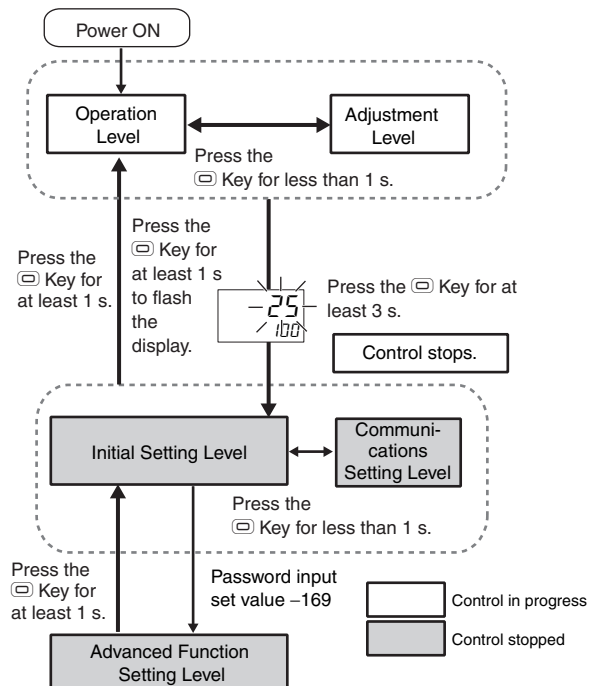 Power ON
Operation
Level
Adjustment
Level
Press the
Key for less than 1 s.
Press the
Key for
at least 1 s.
Press the
Key for
at least 1 s
to flash
the
display.
25
100
Press the Key for at
least 3 s.
Control stops.
Initial Setting Level
Communi-
cations
Setting Level
Press the
Key for less than 1 s.
Press the
Key for
at least 1 s.
Password input
set value −169
Control in progress
Control stopped
Advanced Function
Setting Level